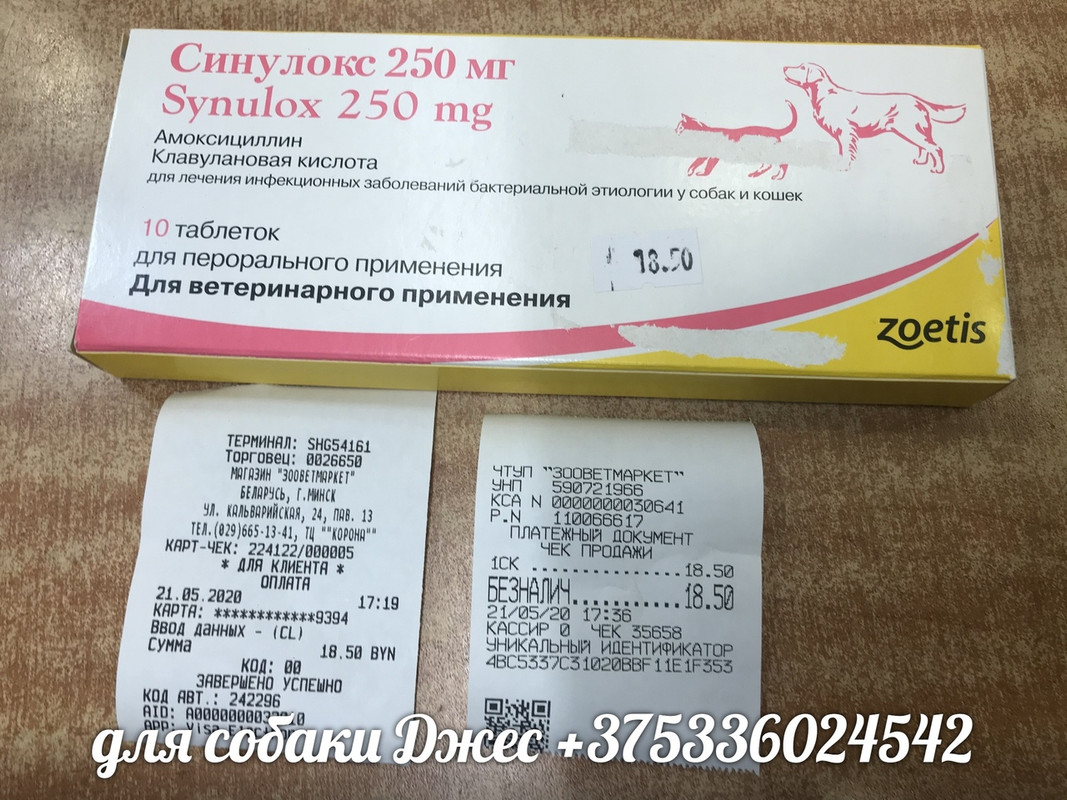 Синулокс 250 мг
Synulox 250 mg
Амоксициллин
Клавулановая кислота
для лечения инфекционных заболеваний бактериальной этиологии у собак и кошек
10 таблеток
для перорального применения
Для ветеринарного применения
18.50
zoetis
ТЕРМИНАЛ: SHG54161
Торговец: 0026650
МАГАЗИН "ЗООВЕТМАРКЕТ"
БЕЛАРУСЬ, Г.МИНСК
УЛ. КАЛЬВАРИЙСКАЯ, 24, ПАВ. 13
ТЕЛ.(029)665-13-41, ТЦ ""КОРОНА""
КАРТ-ЧЕК: 224122/000005
* ДЛЯ КЛИЕНТА *
ОПЛАТА
21.05.2020 17:19
КАРТА: ************9394
Ввод данных - (CL)
Сумма 18.50 BYN
КОД: 00
ЗАВЕРШЕНО УСПЕШНО
КОД АВТ.: 242296
AID:
ЧТУП "ЗООВЕТМАРКЕТ"
УНП 590721966
КСА N 0000000030641
Р.N 110066617
ПЛАТЕЖНЫЙ ДОКУМЕНТ
ЧЕК ПРОДАЖИ
1СК ................18.50
БЕЗНАЛИЧ...........18.50
21/05/20 17:36
КАССИР 0 ЧЕК 35658
УНИКАЛЬНЫЙ ИДЕНТИФИКАТОР
4BC5337C31020BBF11E1F353
для собаки Джес +375336024542